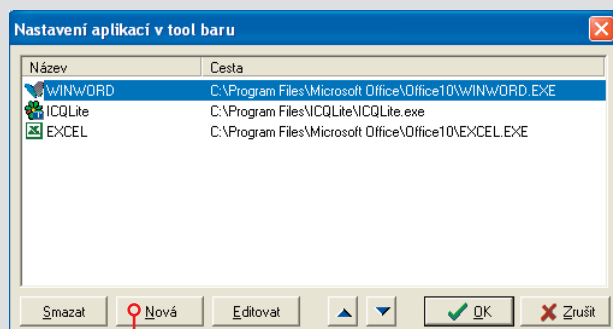 Nastavení aplikací v tool baru
Název Cesta
WINWORD C:\Program Files\Microsoft Office\Office10\WINWORD.EXE
ICQLite C:\Program Files\ICQLite\ICQLite.exe
EXCEL C:\Program Files\Microsoft Office\Office10\EXCEL.EXE
Smazat Nová Editovat OK Zrušit